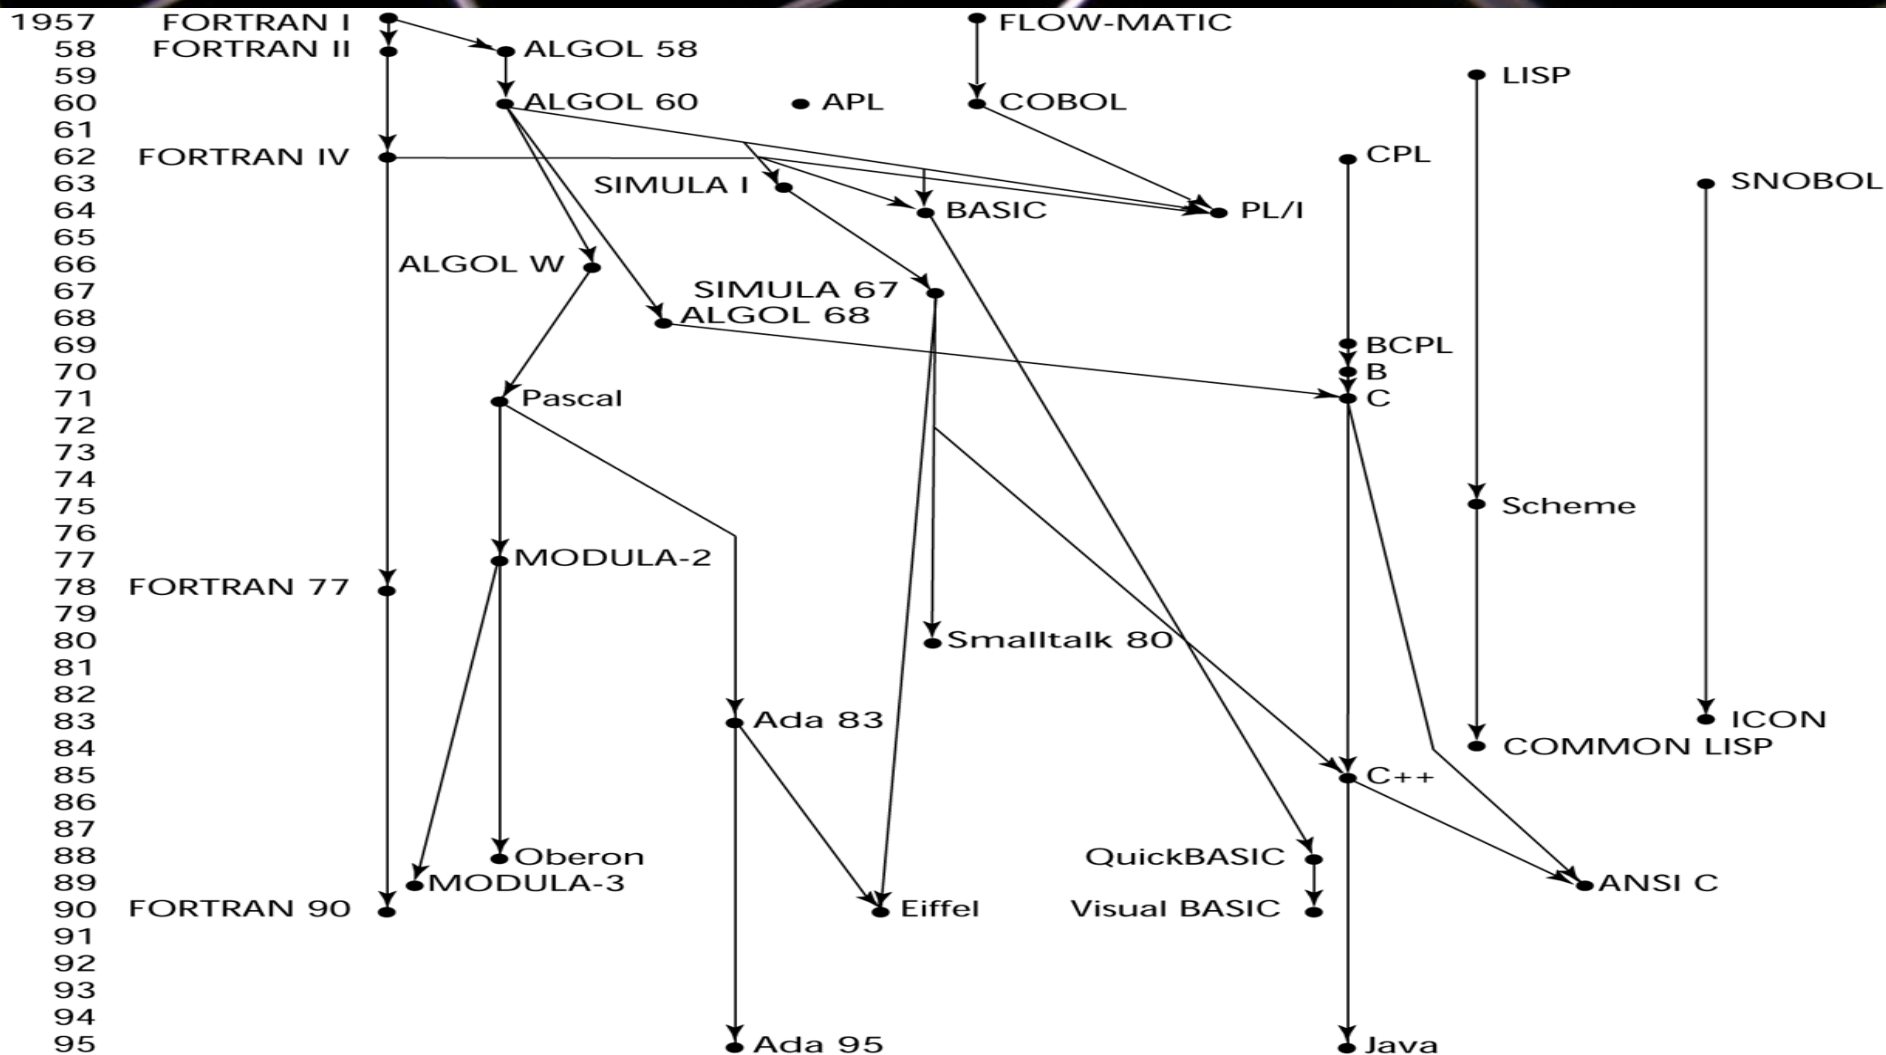 1957 FORTRAN I FLOW-MATIC
58 FORTRAN II ALGOL 58
59 LISP
60 ALGOL 60 APL COBOL
61
62 FORTRAN IV CPL
63 SIMULA I SNOBOL
64 BASIC PL/I
65
66 ALGOL W
67 SIMULA 67
68 ALGOL 68
69 BCPL
70 B
71 Pascal C
72
73
74
75 Scheme
76
77 MODULA-2
78 FORTRAN 77
79
80 Smalltalk 80
81
82
83 Ada 83 ICON
84 COMMON LISP
85 C++
86
87
88 Oberon QuickBASIC
89 MODULA-3 ANSI C
90 FORTRAN 90 Eiffel Visual BASIC
91
92
93
94
95 Ada 95 Java